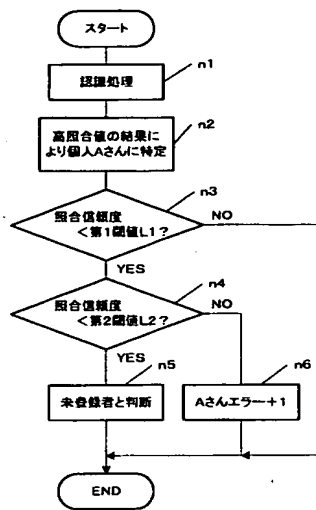 スタート
n1
認識処理
n2
高照合値の結果に
より個人Aさんに特定
n3
照合信頼度
<第1閾値L1?
NO
YES
n4
照合信頼度
<第2閾値L2?
NO
YES
n5
未登録者と判断
n6
Aさんエラー+1
END